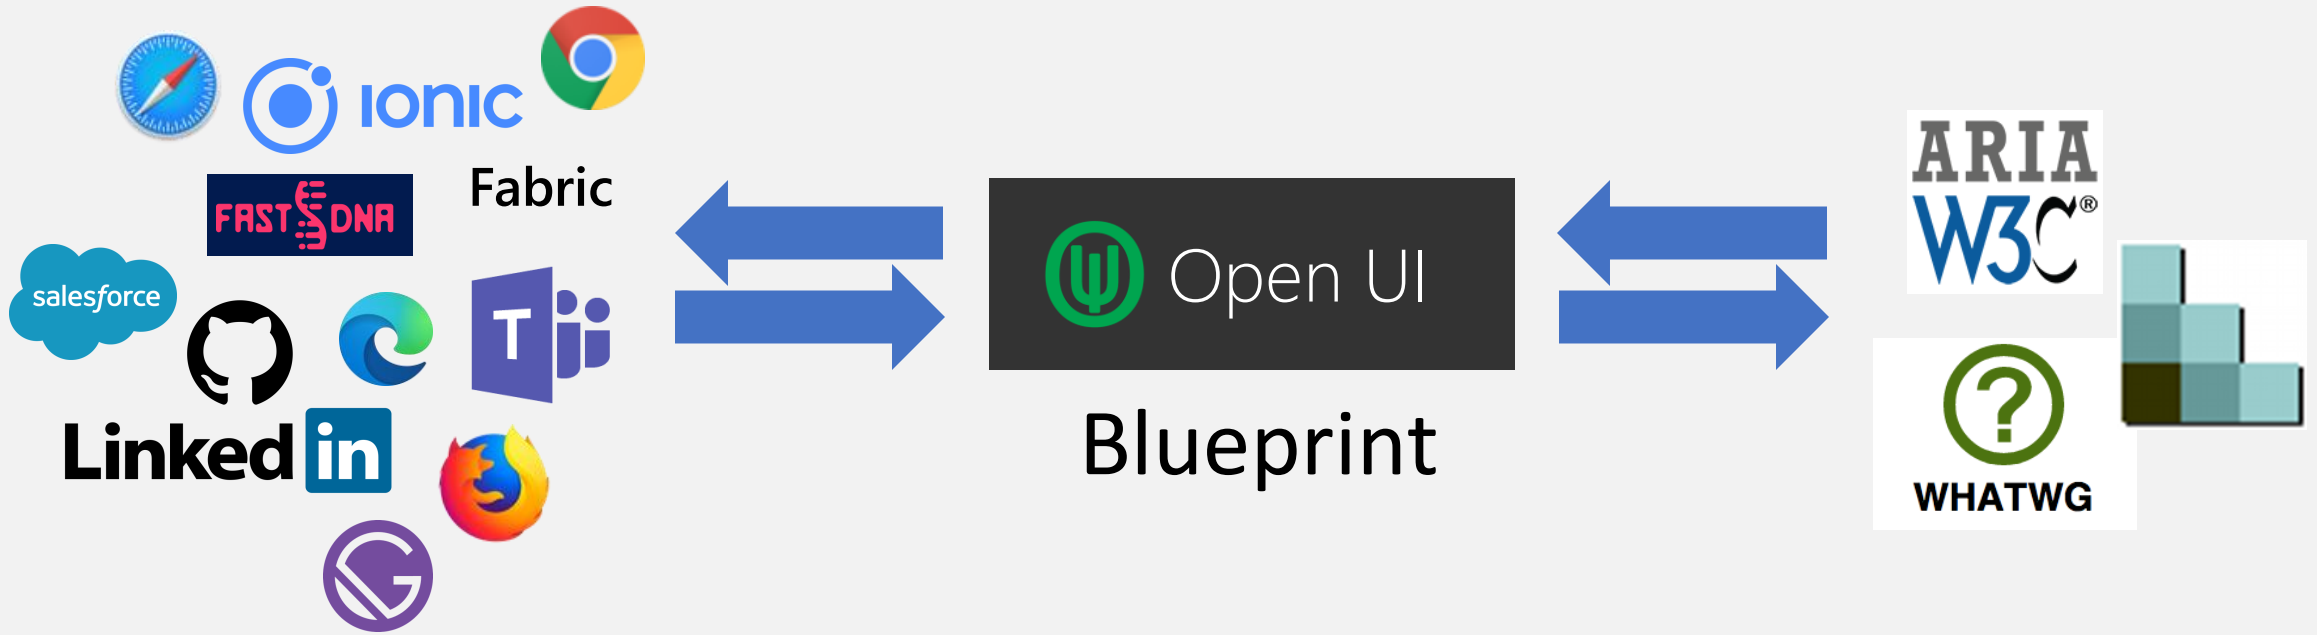 IONIC
Fabric
FAST DNA
salesforce
T
Linked in
Open UI
Blueprint
ARIA
W3C®
?
WHATWG